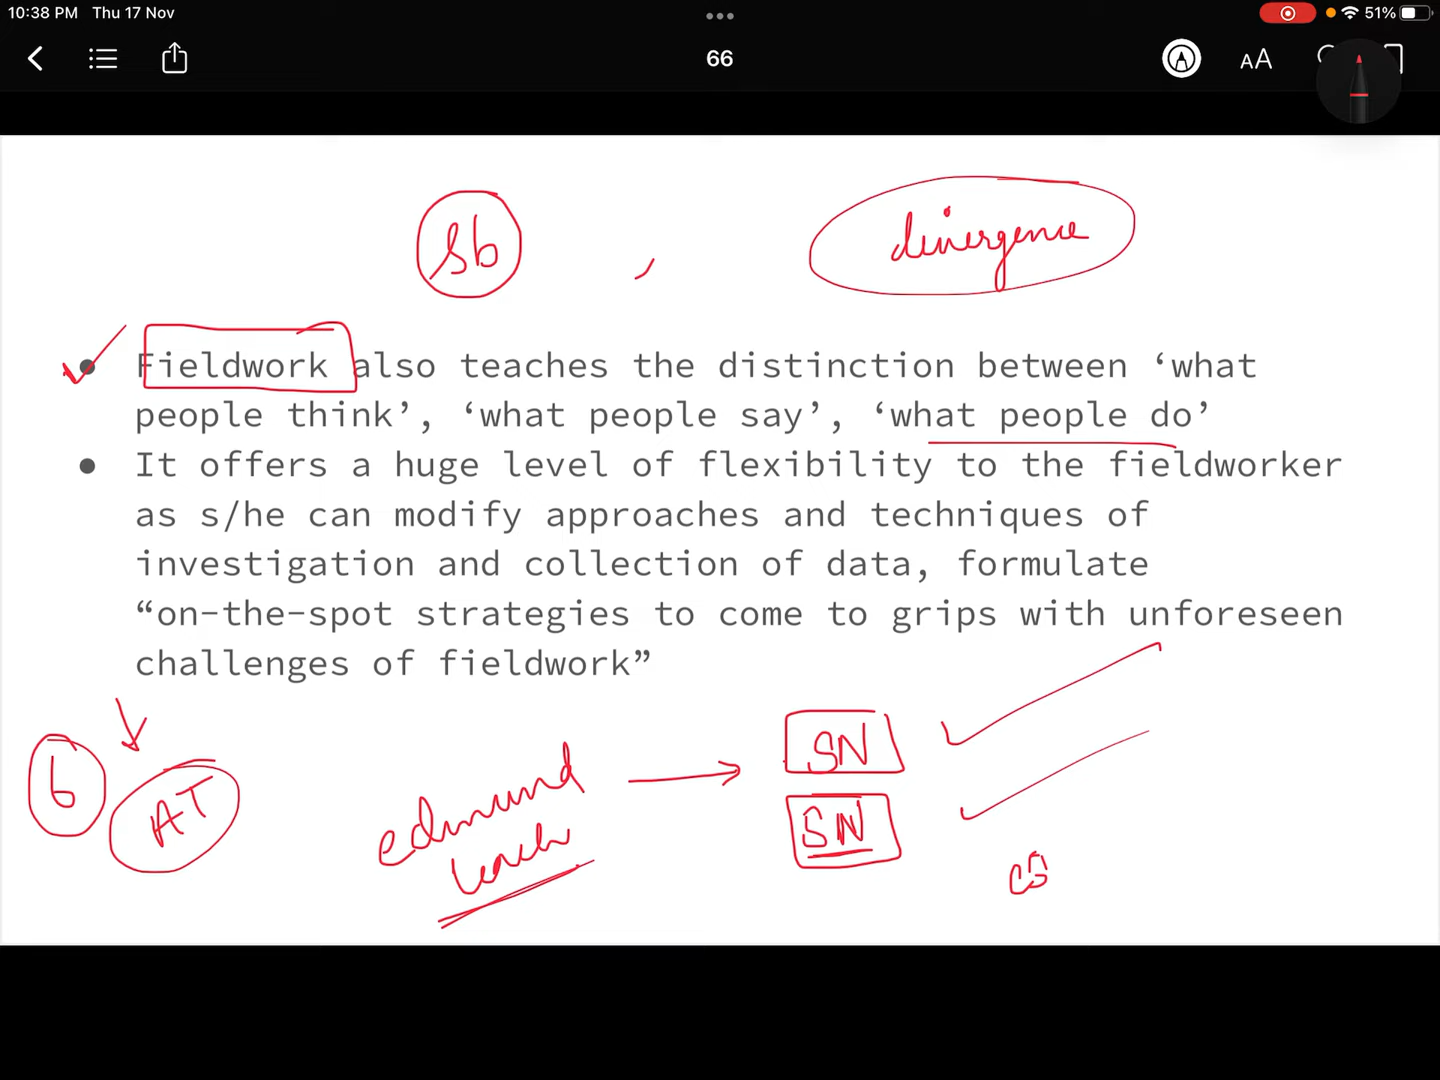 10:38 PM Thu 17 Nov
51%
66
AA
Sb , divergence
• Fieldwork also teaches the distinction between ‘what
people think’, ‘what people say’, ‘what people do’
• It offers a huge level of flexibility to the fieldworker
as s/he can modify approaches and techniques of
investigation and collection of data, formulate
“on-the-spot strategies to come to grips with unforeseen
challenges of fieldwork”
6
AT
edmund
leach
SN
SN